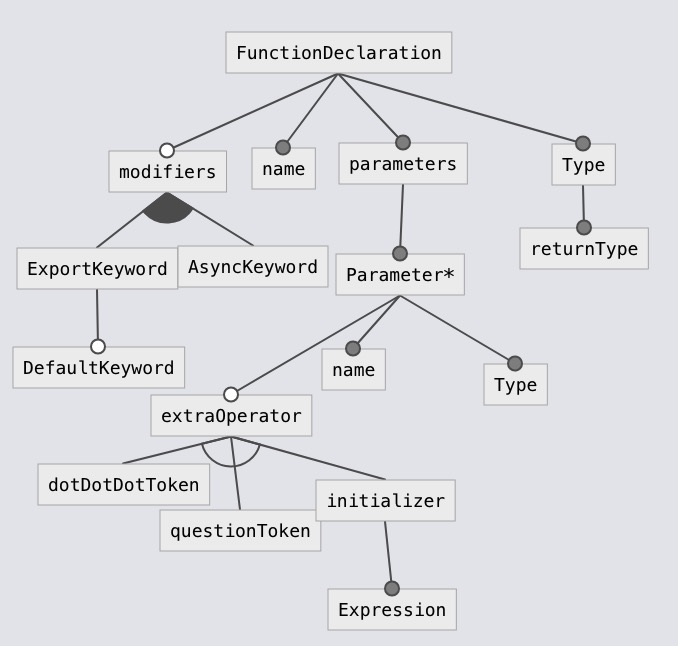 FunctionDeclaration
modifiers
name
parameters
Type
ExportKeyword
AsyncKeyword
Parameter*
returnType
DefaultKeyword
name
Type
extraOperator
dotDotDotToken
questionToken
initializer
Expression